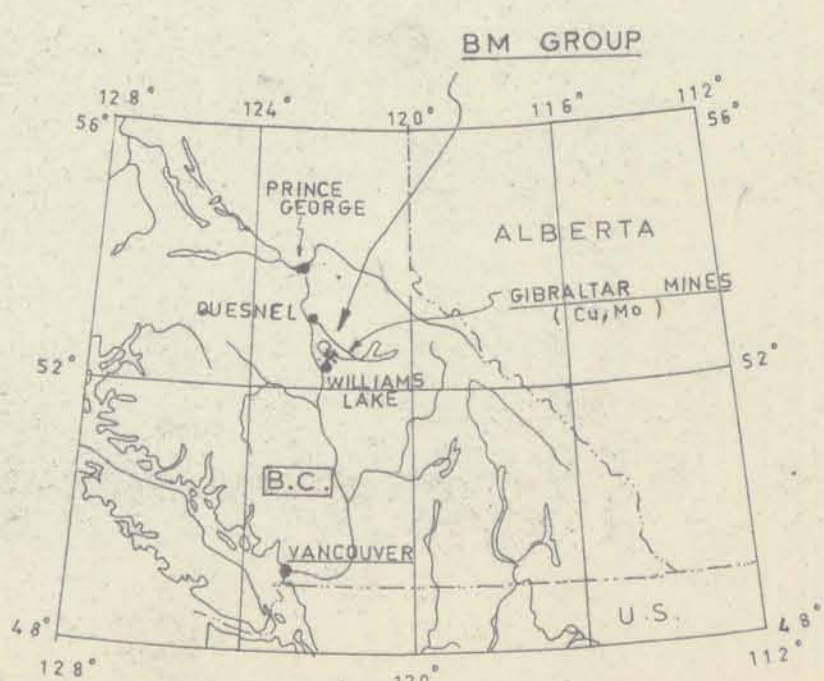 BM GROUP
128°
124°
120°
116°
112°
56°
56°
PRINCE
GEORGE
ALBERTA
QUESNEL
GIBRALTAR MINES
(Cu, Mo)
52°
52°
WILLIAMS
LAKE
B.C.
VANCOUVER
U.S.
48°
48°
128°
120°
112°